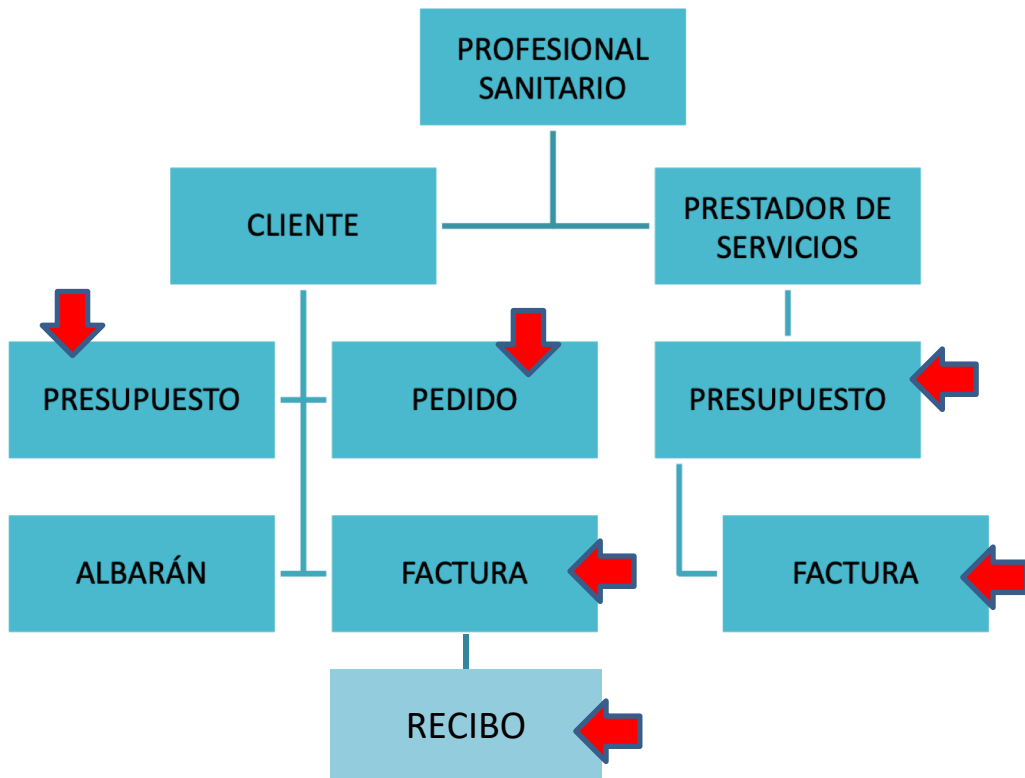 PROFESIONAL
SANITARIO
CLIENTE
PRESTADOR DE
SERVICIOS
PRESUPUESTO
PEDIDO
PRESUPUESTO
ALBARÁN
FACTURA
FACTURA
RECIBO